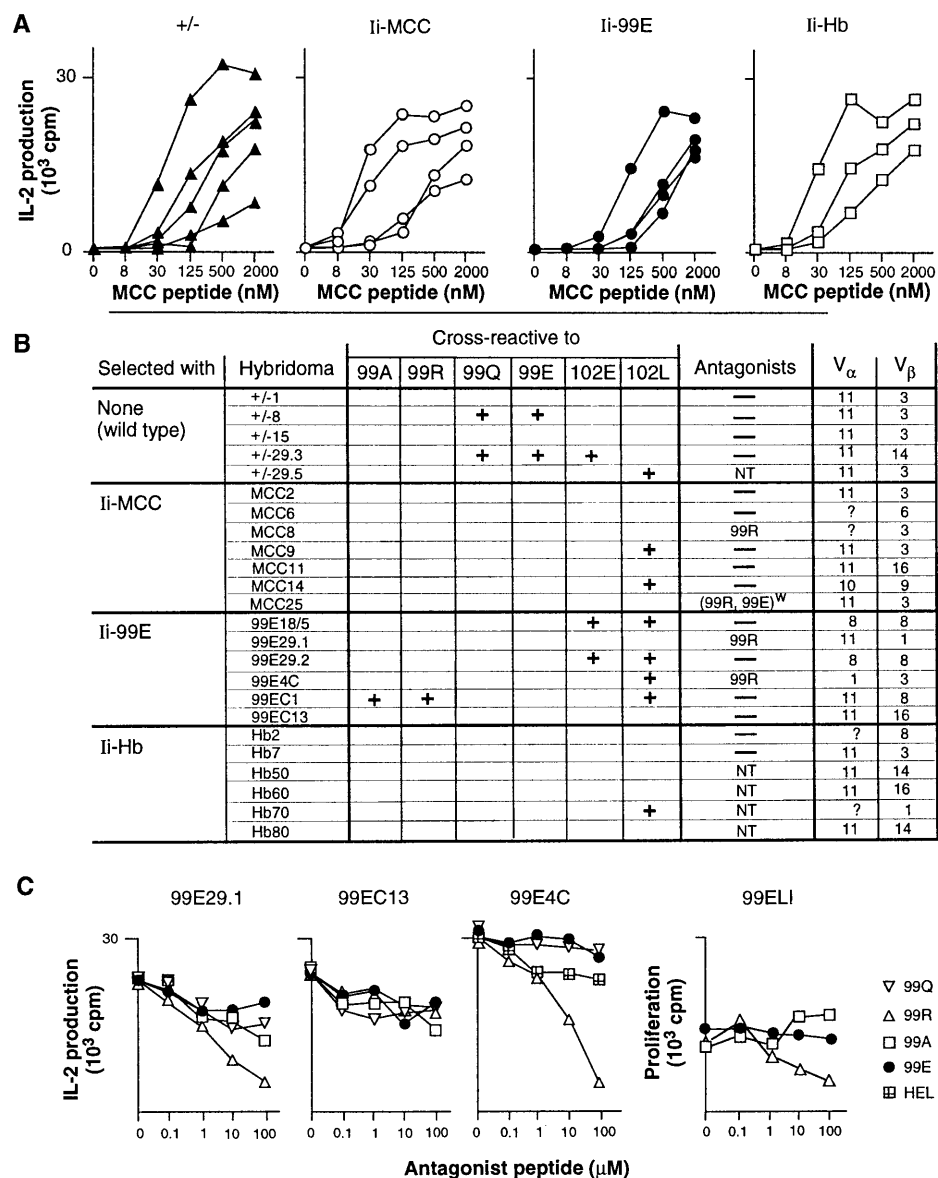 A
+/-
Ii-MCC
Ii-99E
Ii-Hb
IL-2 production
(10³ cpm)
30
0
0 8 30 125 500 2000
MCC peptide (nM)
0 8 30 125 500 2000
MCC peptide (nM)
0 8 30 125 500 2000
MCC peptide (nM)
0 8 30 125 500 2000
MCC peptide (nM)
B
Cross-reactive to
Selected with Hybridoma 99A 99R 99Q 99E 102E 102L Antagonists Vα Vβ
None
(wild type)
+/-1 — 11 3
+/-8 + + — 11 3
+/-15 — 11 3
+/-29.3 + + + — 11 14
+/-29.5 + NT 11 3
Ii-MCC
MCC2 — 11 3
MCC6 — ? 6
MCC8 99R ? 3
MCC9 + — 11 3
MCC11 — 11 16
MCC14 + — 10 9
MCC25 (99R, 99E)ᵂ 11 3
Ii-99E
99E18/5 + + — 8 8
99E29.1 99R 11 1
99E29.2 + + — 8 8
99E4C + 99R 1 3
99EC1 + + + — 11 8
99EC13 — 11 16
Ii-Hb
Hb2 — ? 8
Hb7 — 11 3
Hb50 NT 11 14
Hb60 NT 11 16
Hb70 + NT ? 1
Hb80 NT 11 14
C
99E29.1
99EC13
99E4C
99ELI
IL-2 production
(10³ cpm)
30
Proliferation
(10³ cpm)
0 0.1 1 10 100
0 0.1 1 10 100
0 0.1 1 10 100
0 0.1 1 10 100
Antagonist peptide (µM)
99Q
99R
99A
99E
HEL